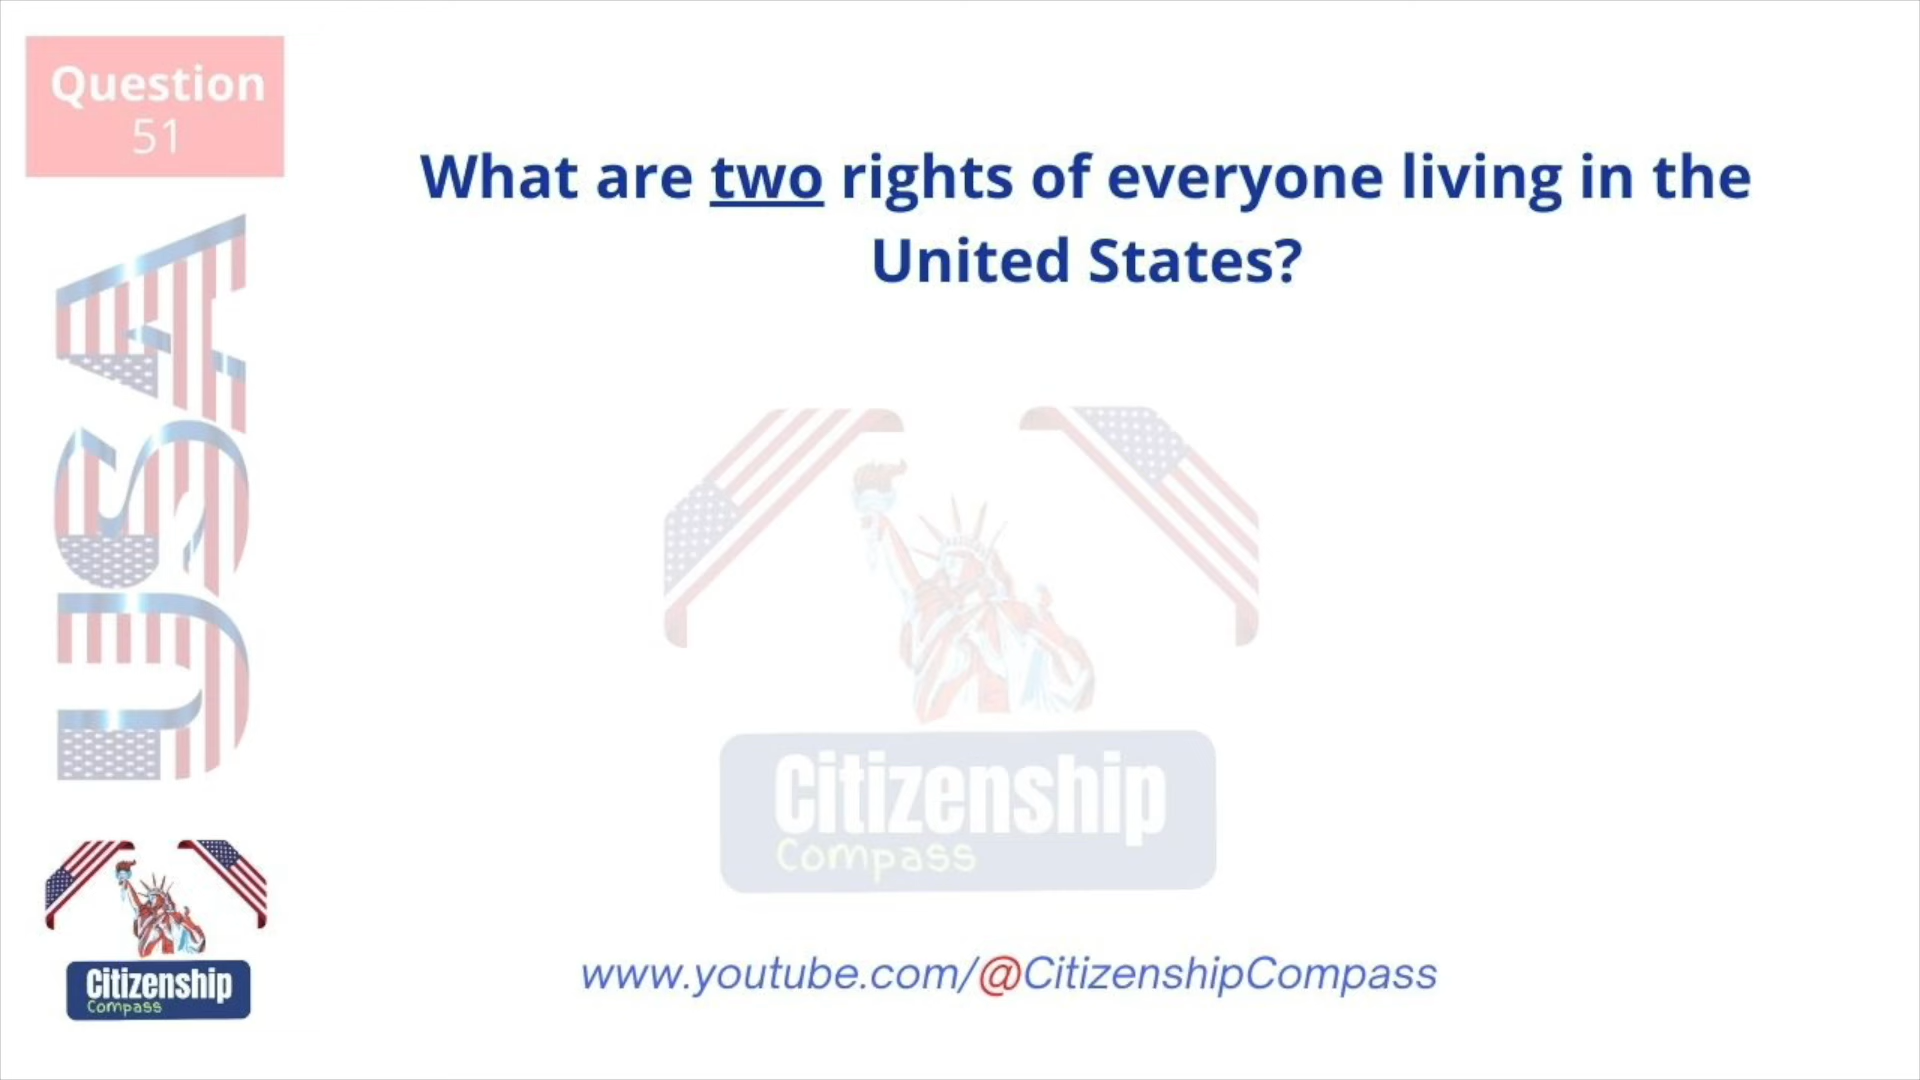 Question
51
What are two rights of everyone living in the
United States?
USA
Citizenship
Compass
Citizenship
Compass
www.youtube.com/@CitizenshipCompass